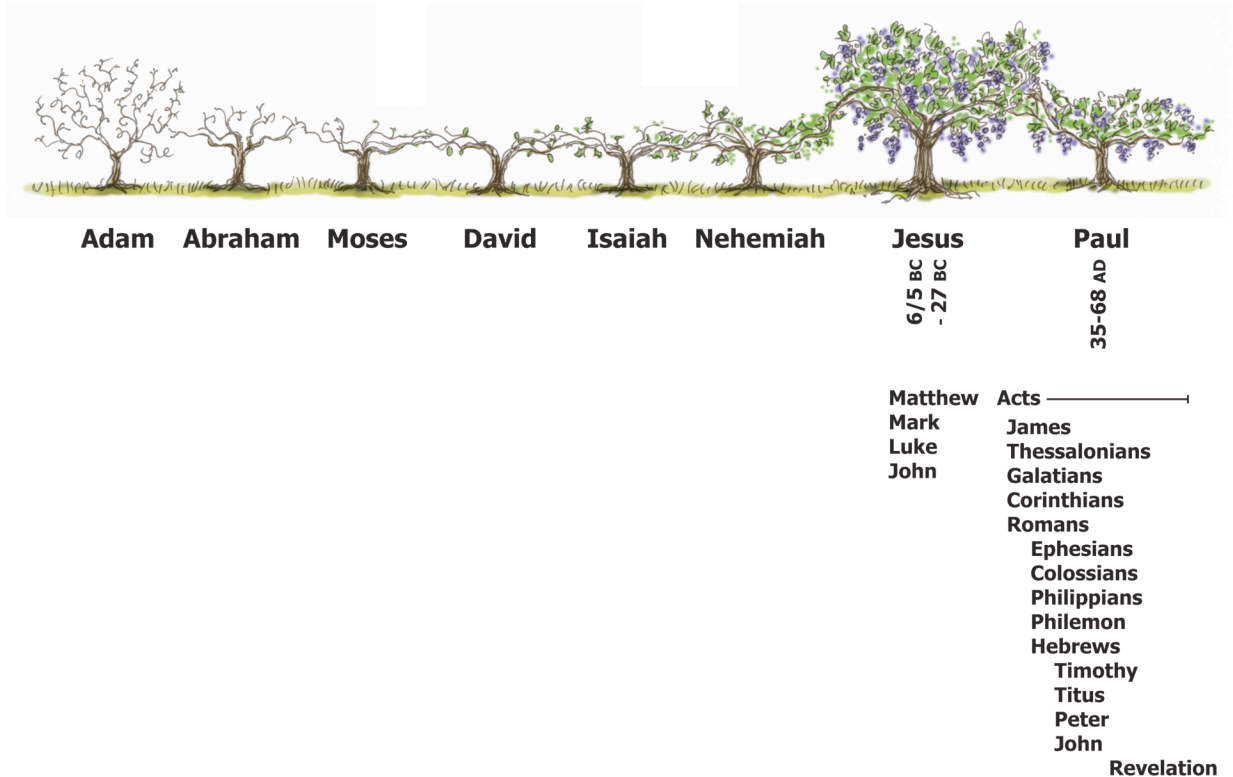 Adam Abraham Moses David Isaiah Nehemiah Jesus Paul
6/5 BC
- 27 BC
35-68 AD
Matthew
Mark
Luke
John
Acts
James
Thessalonians
Galatians
Corinthians
Romans
Ephesians
Colossians
Philippians
Philemon
Hebrews
Timothy
Titus
Peter
John
Revelation